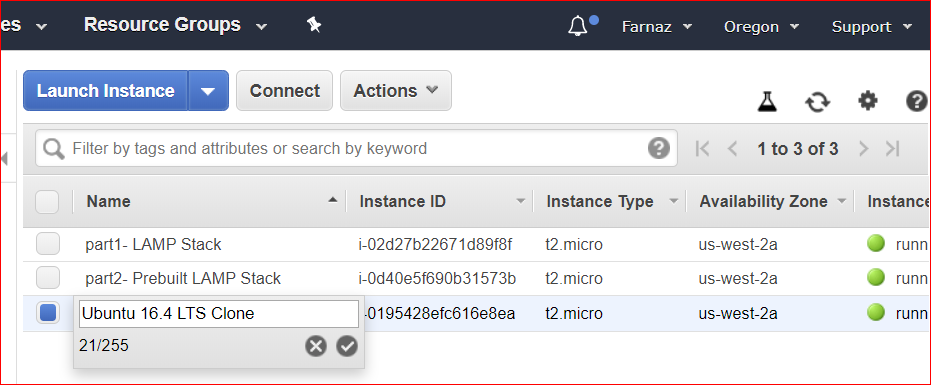 es Resource Groups Farnaz Oregon Support
Launch Instance Connect Actions
?
Filter by tags and attributes or search by keyword ? 1 to 3 of 3
Name Instance ID Instance Type Availability Zone Instanc
part1- LAMP Stack i-02d27b22671d89f8f t2.micro us-west-2a runn
part2- Prebuilt LAMP Stack i-0d40e5f690b31573b t2.micro us-west-2a runn
Ubuntu 16.4 LTS Clone -0195428efc616e8ea t2.micro us-west-2a runn
21/255